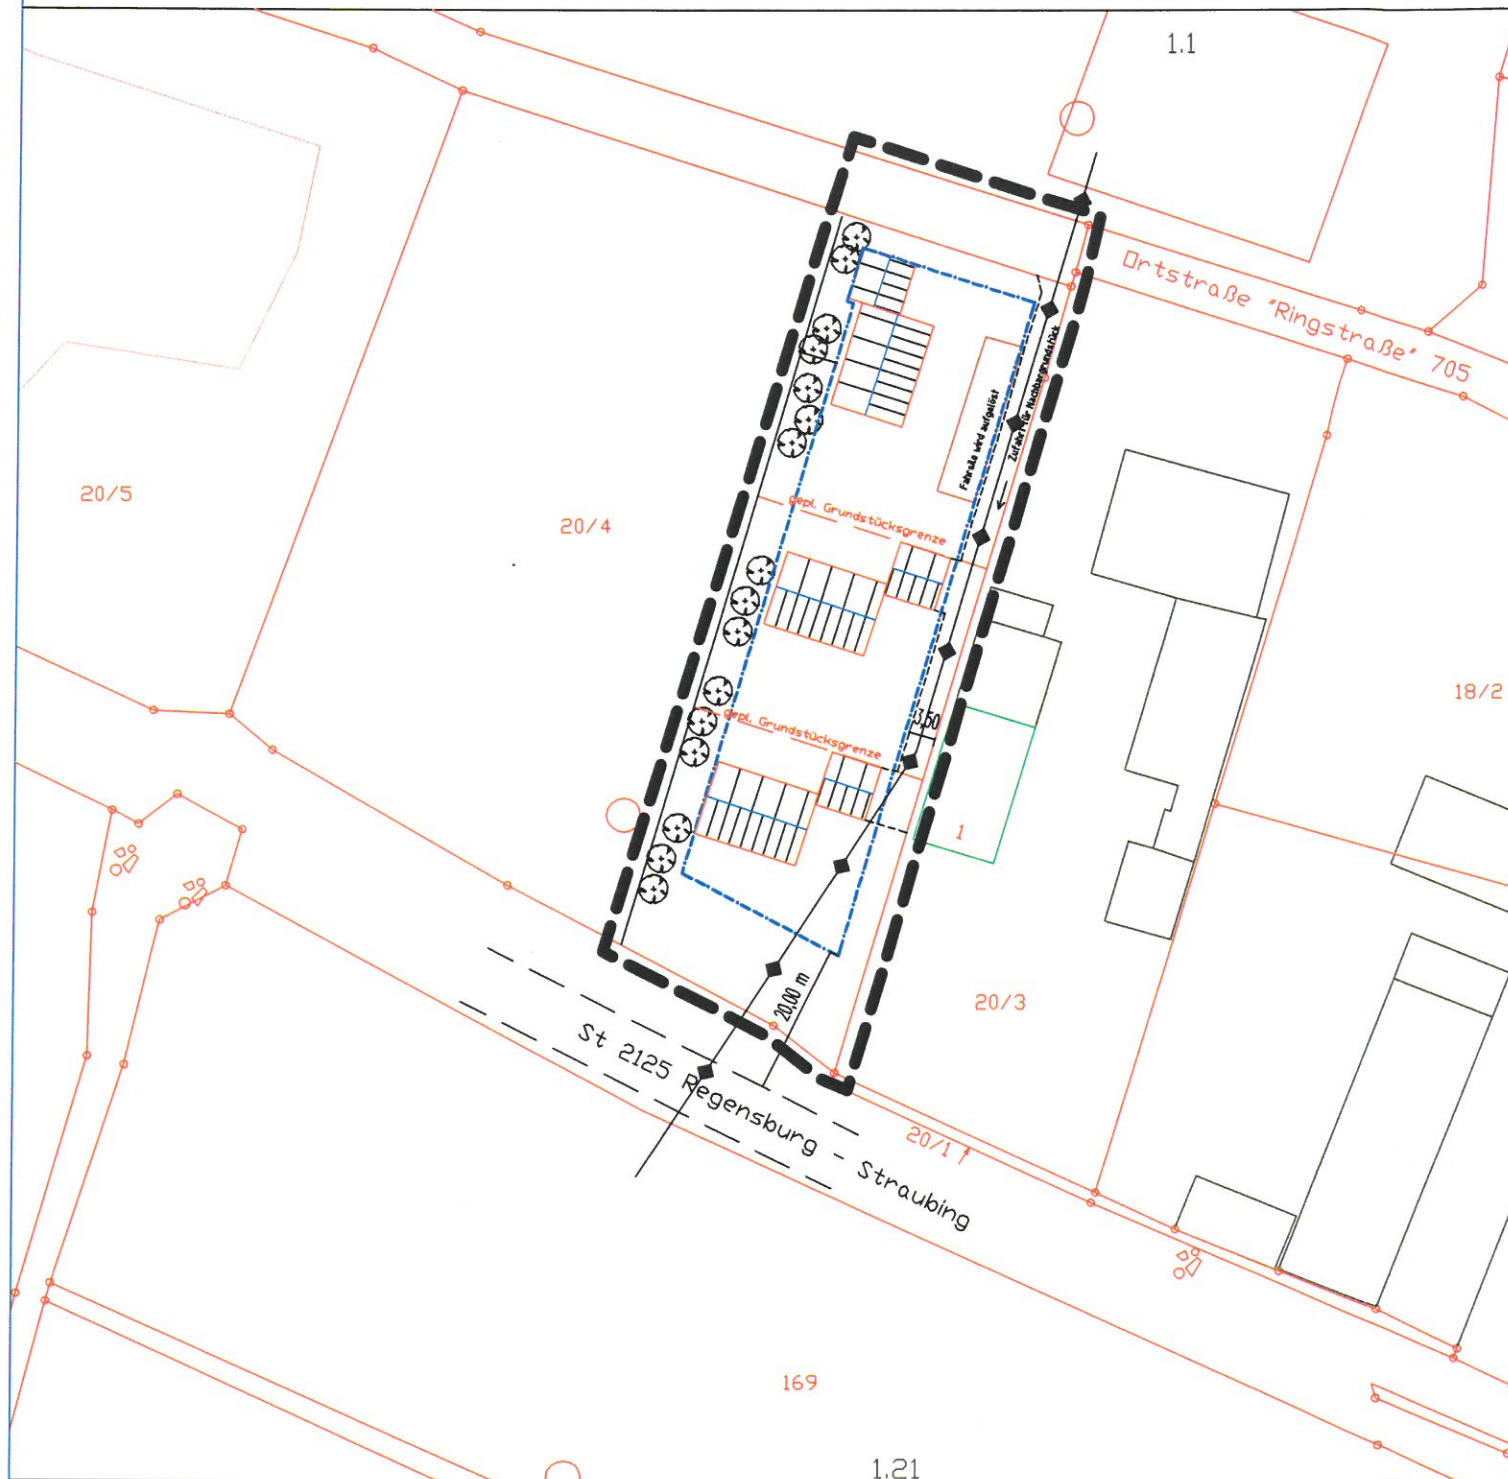 1.1
Ortstraße "Ringstraße" 705
Zufahrt für Nachbargrundstück
Fahrsilo wird aufgelöst
20/5
20/4
gepl. Grundstücksgrenze
18/2
gepl. Grundstücksgrenze
3,50
1
20,00 m
20/3
St 2125 Regensburg - Straubing
20/1
169
1.21